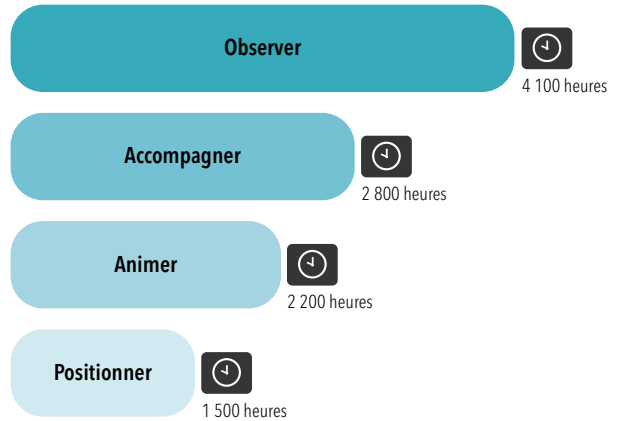 Observer
4 100 heures
Accompagner
2 800 heures
Animer
2 200 heures
Positionner
1 500 heures